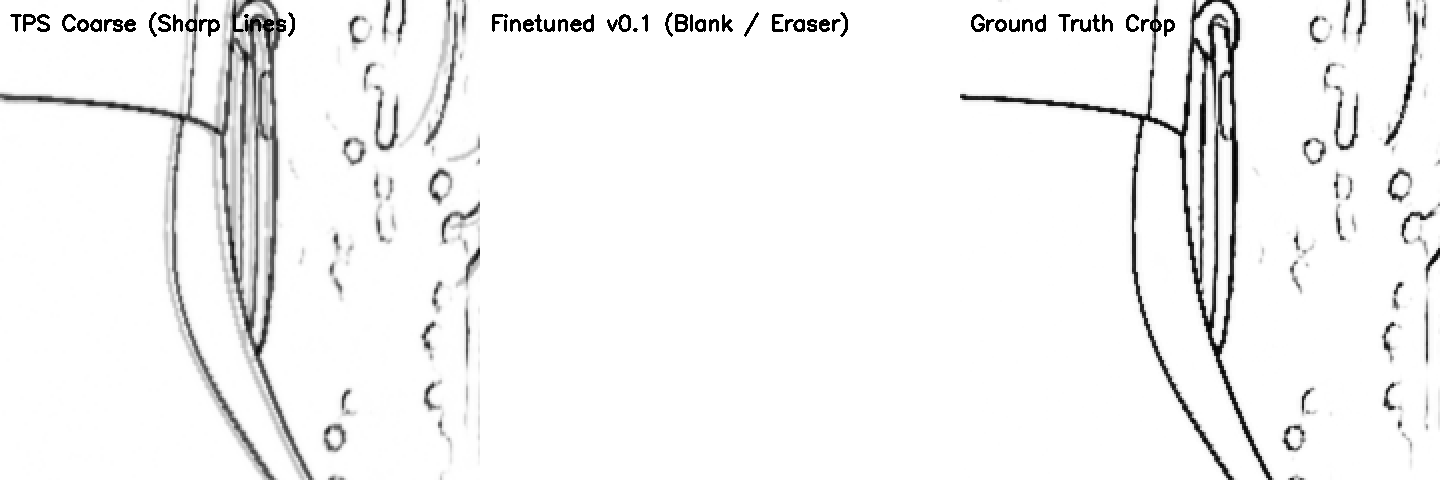 TPS Coarse (Sharp Lines)
Finetuned v0.1 (Blank / Eraser)
Ground Truth Crop